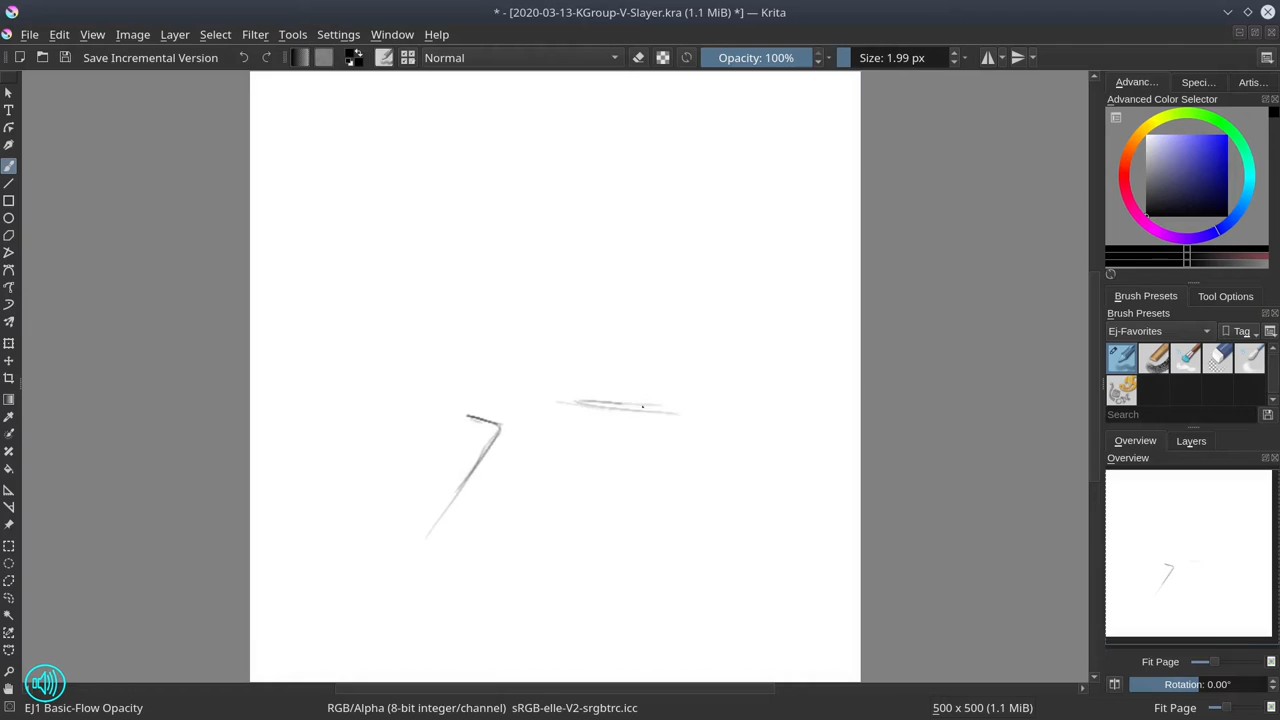 * - [2020-03-13-KGroup-V-Slayer.kra (1.1 MiB) *] — Krita
File Edit View Image Layer Select Filter Tools Settings Window Help
Save Incremental Version Normal Opacity: 100% Size: 1.99 px
Advanc... Speci... Artis...
Advanced Color Selector
Brush Presets Tool Options
Brush Presets
Ej-Favorites Tag
Search
Overview Layers
Overview
Fit Page
Rotation: 0.00°
EJ1 Basic-Flow Opacity RGB/Alpha (8-bit integer/channel) sRGB-elle-V2-srgbtrc.icc 500 x 500 (1.1 MiB) Fit Page